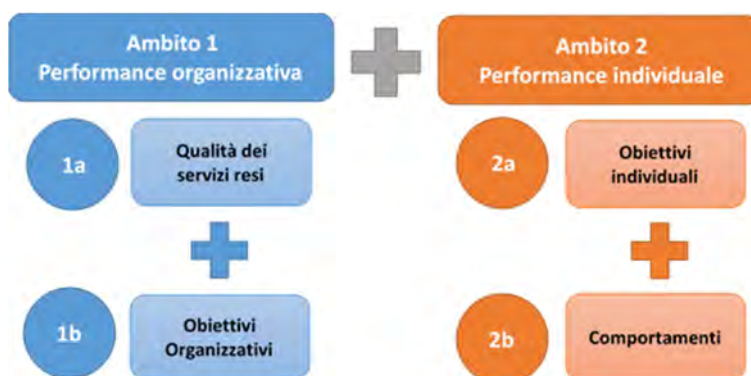 Ambito 1
Performance organizzativa
Ambito 2
Performance individuale
1a
Qualità dei
servizi resi
2a
Obiettivi
individuali
1b
Obiettivi
Organizzativi
2b
Comportamenti